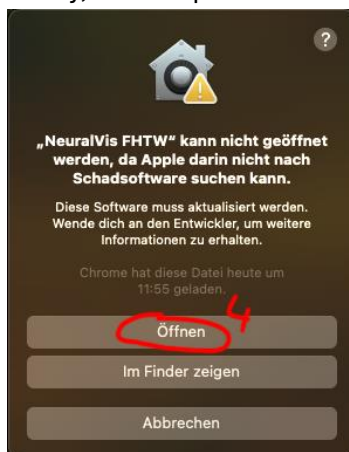 ?
„NeuralVis FHTW“ kann nicht geöffnet
werden, da Apple darin nicht nach
Schadsoftware suchen kann.
Diese Software muss aktualisiert werden.
Wende dich an den Entwickler, um weitere
Informationen zu erhalten.
Chrome hat diese Datei heute um
11:55 geladen.
4
Öffnen
Im Finder zeigen
Abbrechen